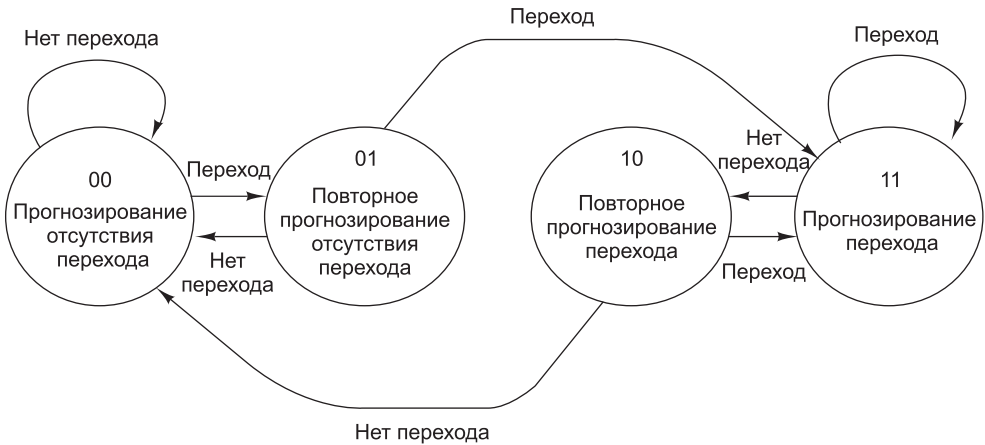 Переход
Нет перехода
Переход
00
Прогнозирование
отсутствия
перехода
Переход
Нет
перехода
01
Повторное
прогнозирование
отсутствия
перехода
10
Повторное
прогнозирование
перехода
Нет
перехода
Переход
11
Прогнозирование
перехода
Нет перехода